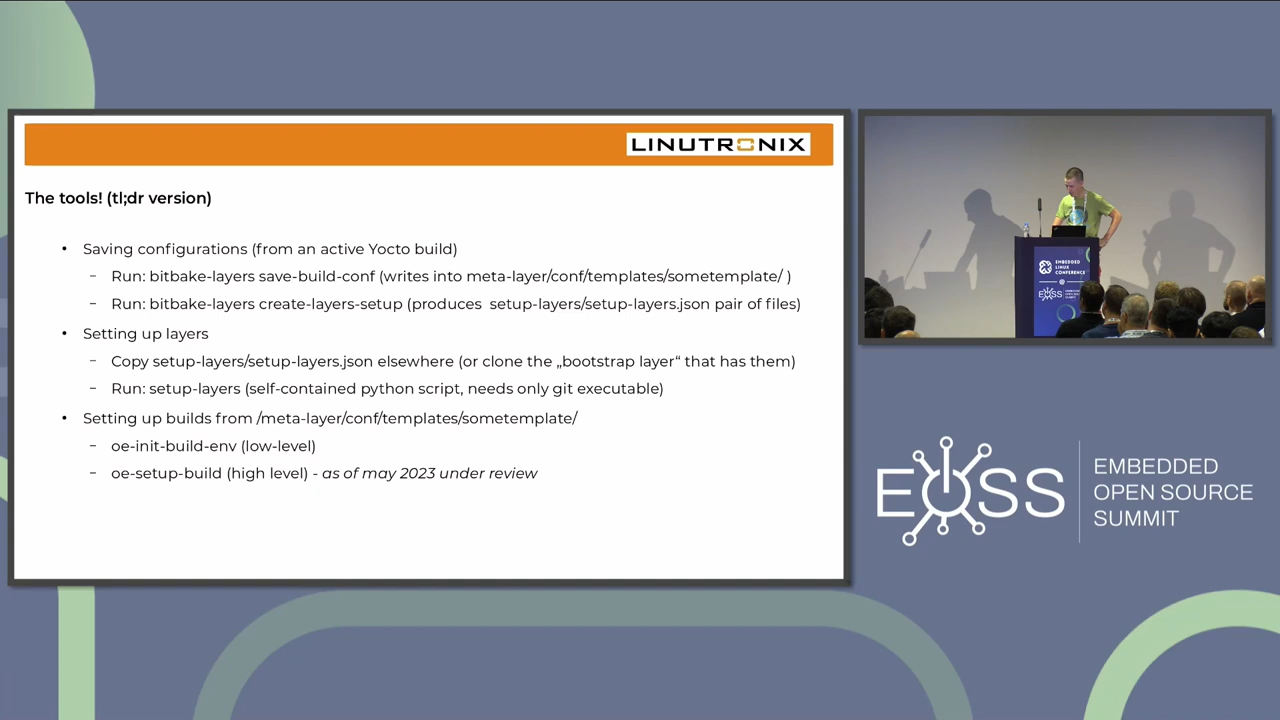 LINUTRONIX
The tools! (tl;dr version)
• Saving configurations (from an active Yocto build)
– Run: bitbake-layers save-build-conf (writes into meta-layer/conf/templates/sometemplate/ )
– Run: bitbake-layers create-layers-setup (produces  setup-layers/setup-layers.json pair of files)
• Setting up layers
– Copy setup-layers/setup-layers.json elsewhere (or clone the „bootstrap layer“ that has them)
– Run: setup-layers (self-contained python script, needs only git executable)
• Setting up builds from /meta-layer/conf/templates/sometemplate/
– oe-init-build-env (low-level)
– oe-setup-build (high level) - as of may 2023 under review
EMBEDDED
LINUX
CONFERENCE
EOSS
EOSS
EMBEDDED
OPEN SOURCE
SUMMIT